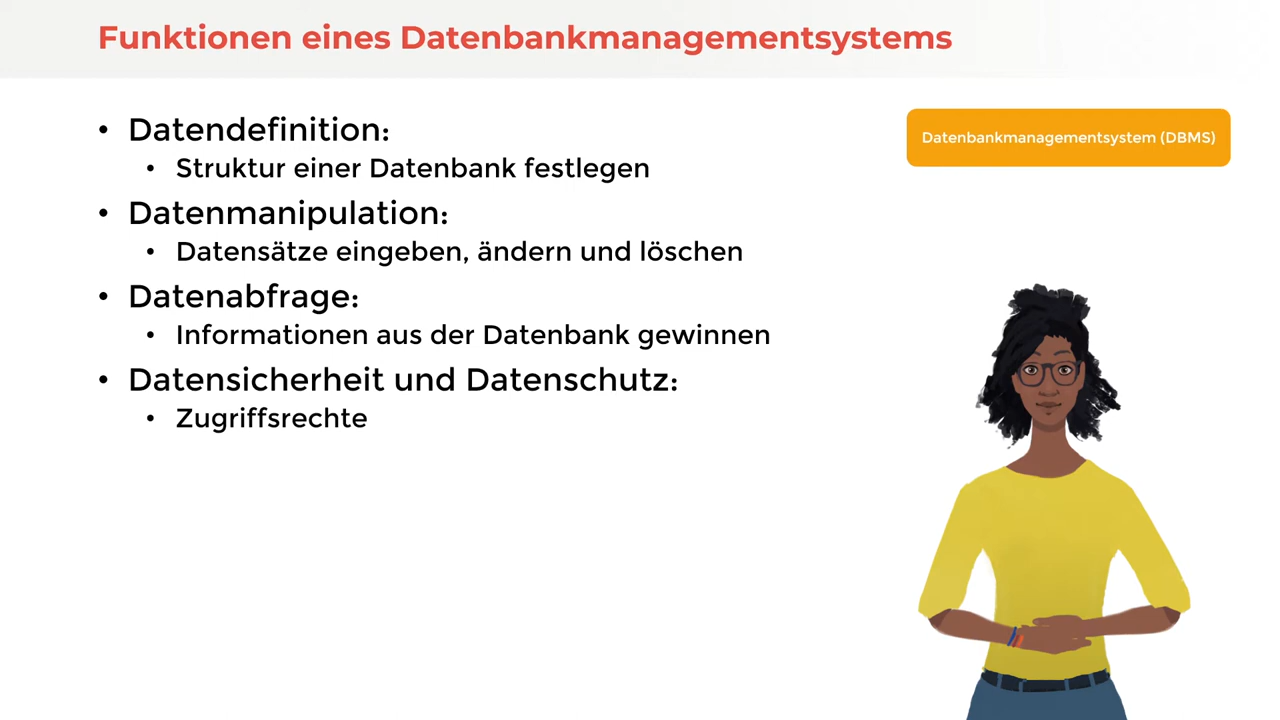 Funktionen eines Datenbankmanagementsystems
• Datendefinition:
• Struktur einer Datenbank festlegen
• Datenmanipulation:
• Datensätze eingeben, ändern und löschen
• Datenabfrage:
• Informationen aus der Datenbank gewinnen
• Datensicherheit und Datenschutz:
• Zugriffsrechte
Datenbankmanagementsystem (DBMS)